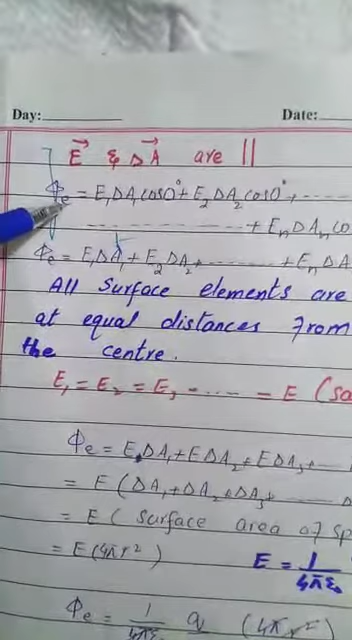 Day: Date:
E⃗ & ΔA⃗ are ||
Φe = E₁ΔA₁cos0° + E₂ΔA₂cos0° + ------
---------------- + EnΔAn co
Φe = E₁ΔA₁ + E₂ΔA₂ + -------- + EnΔA
All surface elements are
at equal distances from
the centre.
E₁ = E₂ = E₃ ------ = E (sa
Φe = EΔA₁ + EΔA₂ + EΔA₃ + ----
= E (ΔA₁ + ΔA₂ + ΔA₃ + ------
= E ( surface area of sp
= E (4πr²) E = 1/4πε₀
Φe = 1/4πε₀ q (4πr²)